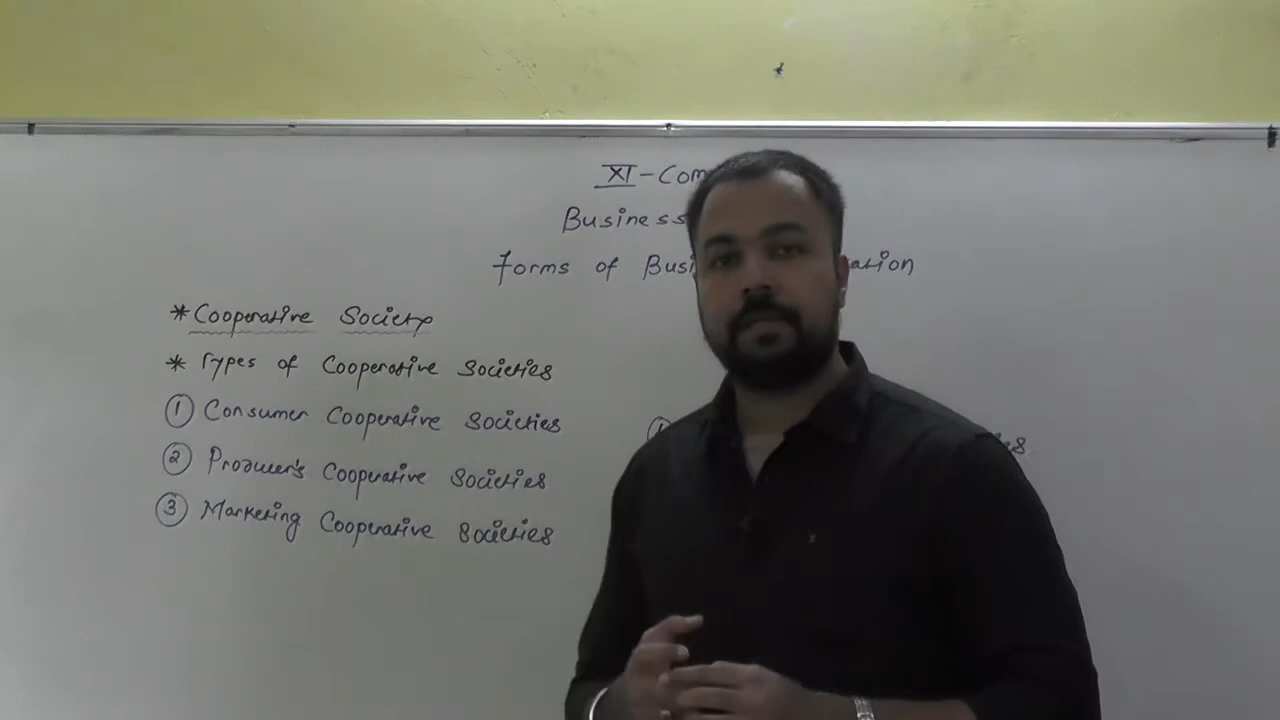 XI - Com
Business
Forms of Busi ation
* Cooperative Society
* Types of Cooperative Societies
① Consumer Cooperative Societies
② Producer's Cooperative Societies
③ Marketing Cooperative Societies